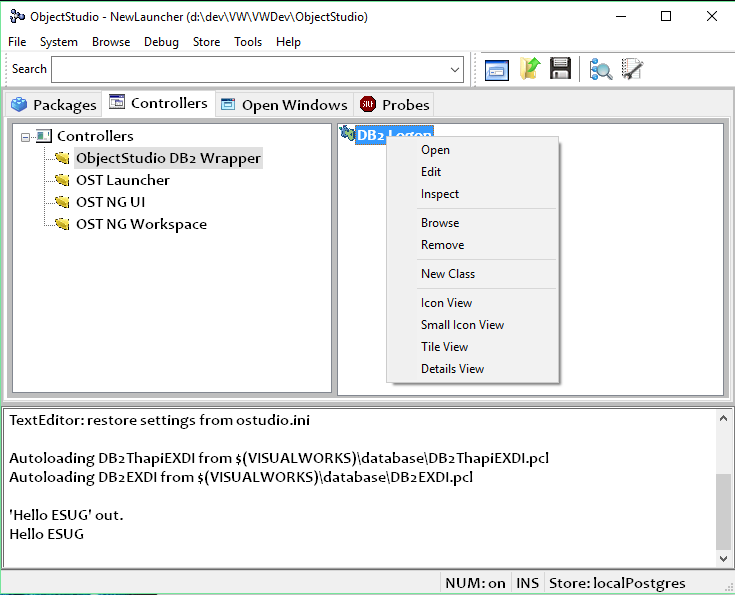 ObjectStudio - NewLauncher (d:\dev\VW\VWDev\ObjectStudio)
File System Browse Debug Store Tools Help
Search
Packages Controllers Open Windows Probes
Controllers
ObjectStudio DB2 Wrapper
OST Launcher
OST NG UI
OST NG Workspace
DB2 Logon
Open
Edit
Inspect
Browse
Remove
New Class
Icon View
Small Icon View
Tile View
Details View
TextEditor: restore settings from ostudio.ini
Autoloading DB2ThapiEXDI from $(VISUALWORKS)\database\DB2ThapiEXDI.pcl
Autoloading DB2EXDI from $(VISUALWORKS)\database\DB2EXDI.pcl
'Hello ESUG' out.
Hello ESUG
NUM: on INS Store: localPostgres